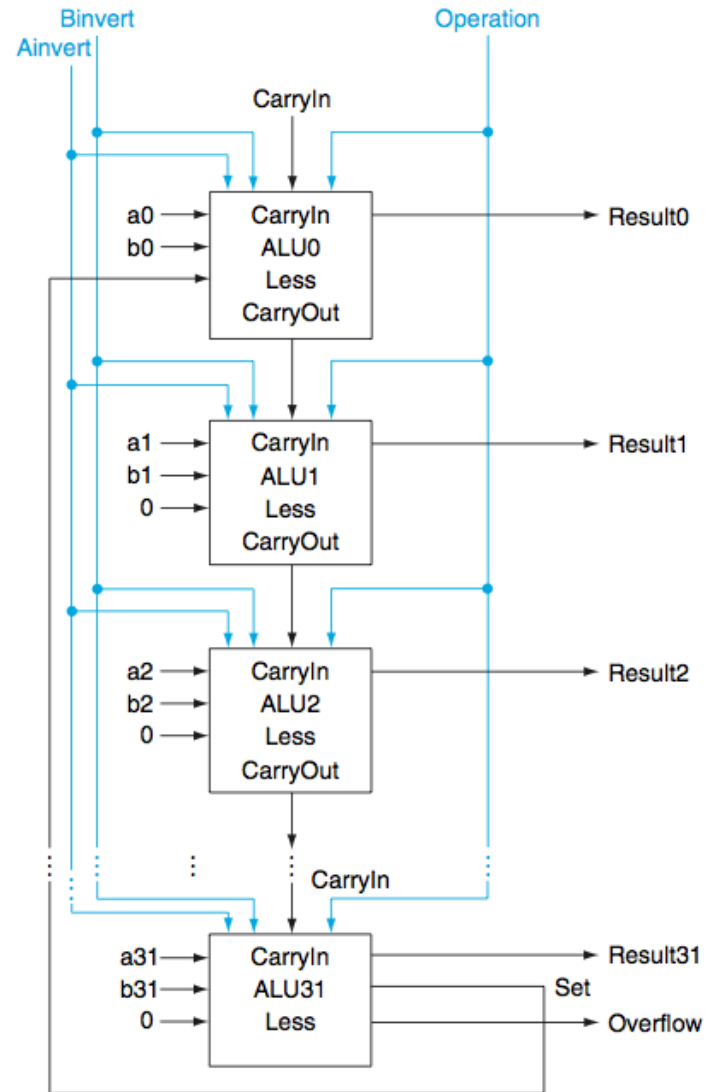 Binvert
Operation
Ainvert
CarryIn
a0
CarryIn
Result0
b0
ALU0
Less
CarryOut
a1
CarryIn
Result1
b1
ALU1
0
Less
CarryOut
a2
CarryIn
Result2
b2
ALU2
0
Less
CarryOut
CarryIn
a31
CarryIn
Result31
b31
ALU31
Set
0
Less
Overflow